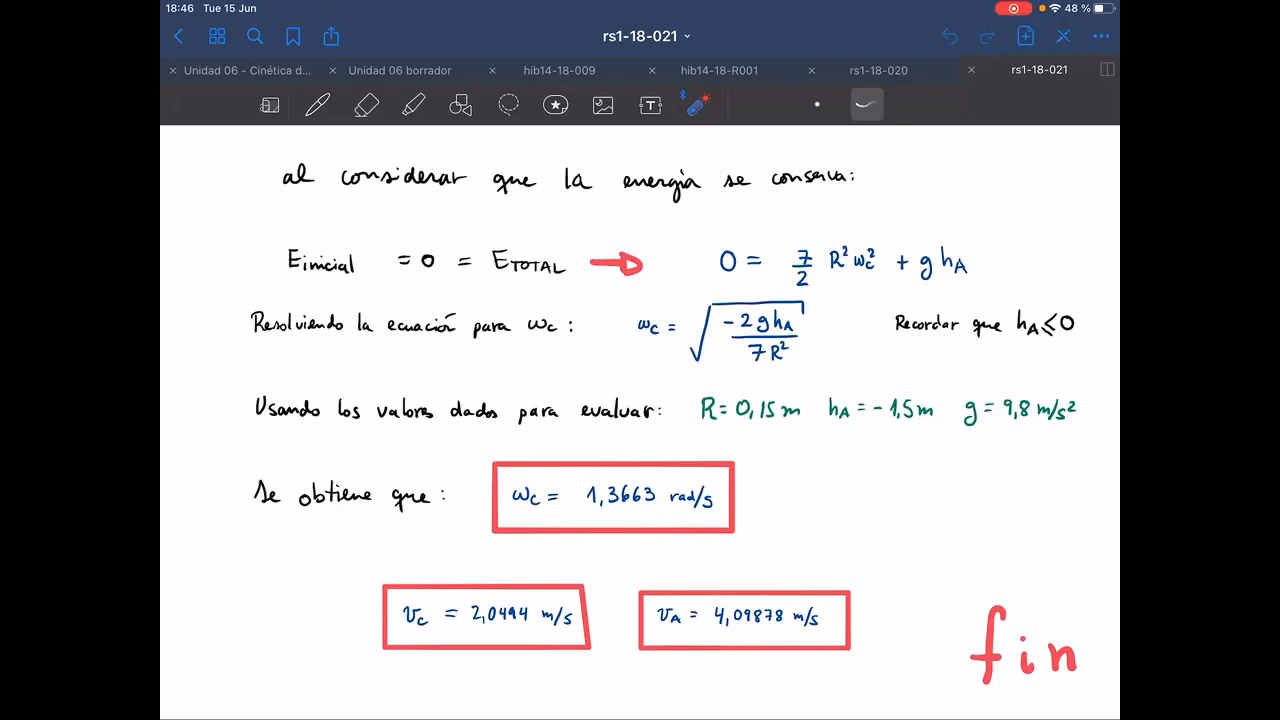 18:46 Tue 15 Jun 48 %
rs1-18-021
Unidad 06 - Cinética d... Unidad 06 borrador hib14-18-009 hib14-18-R001 rs1-18-020 rs1-18-021
al considerar que la energía se conserva:
Einicial = 0 = ETOTAL 0 = 7/2 R² ωc² + g hA
Resolviendo la ecuación para ωc: ωc = √(-2ghA / 7R²) Recordar que hA ≤ 0
Usando los valores dados para evaluar: R = 0,15 m hA = -1,5 m g = 9,8 m/s²
Se obtiene que: ωc = 1,3663 rad/s
vC = 2,0494 m/s vA = 4,09878 m/s
fin